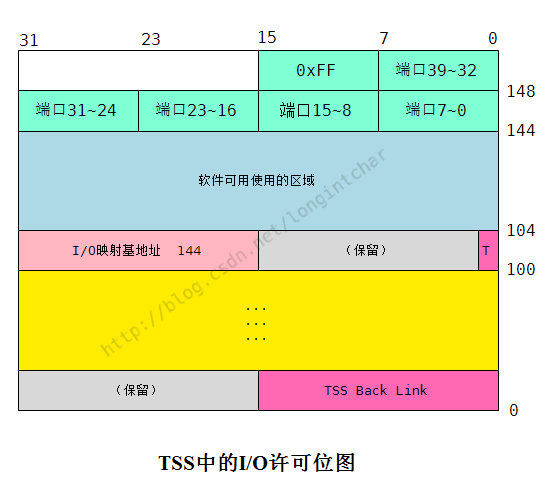 31 23 15 7 0
0xFF 端口39~32
148
端口31~24 端口23~16 端口15~8 端口7~0
144
软件可用使用的区域
104
I/O映射基地址 144 (保留) T
100
...
...
...
(保留) TSS Back Link
0
http://blog.csdn.net/longintchar
TSS中的I/O许可位图